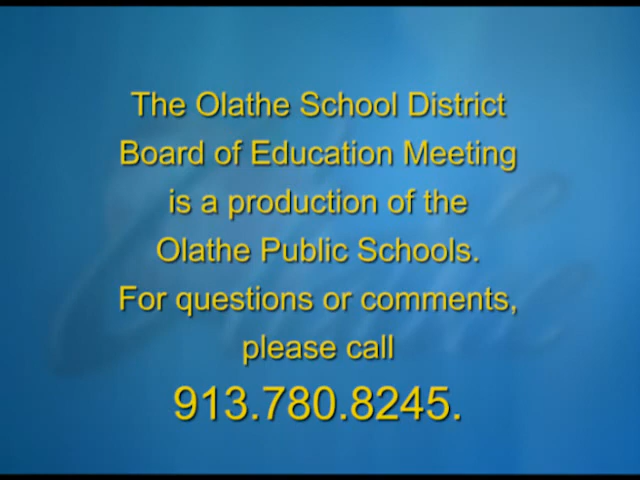 The Olathe School District
Board of Education Meeting
is a production of the
Olathe Public Schools.
For questions or comments,
please call
913.780.8245.